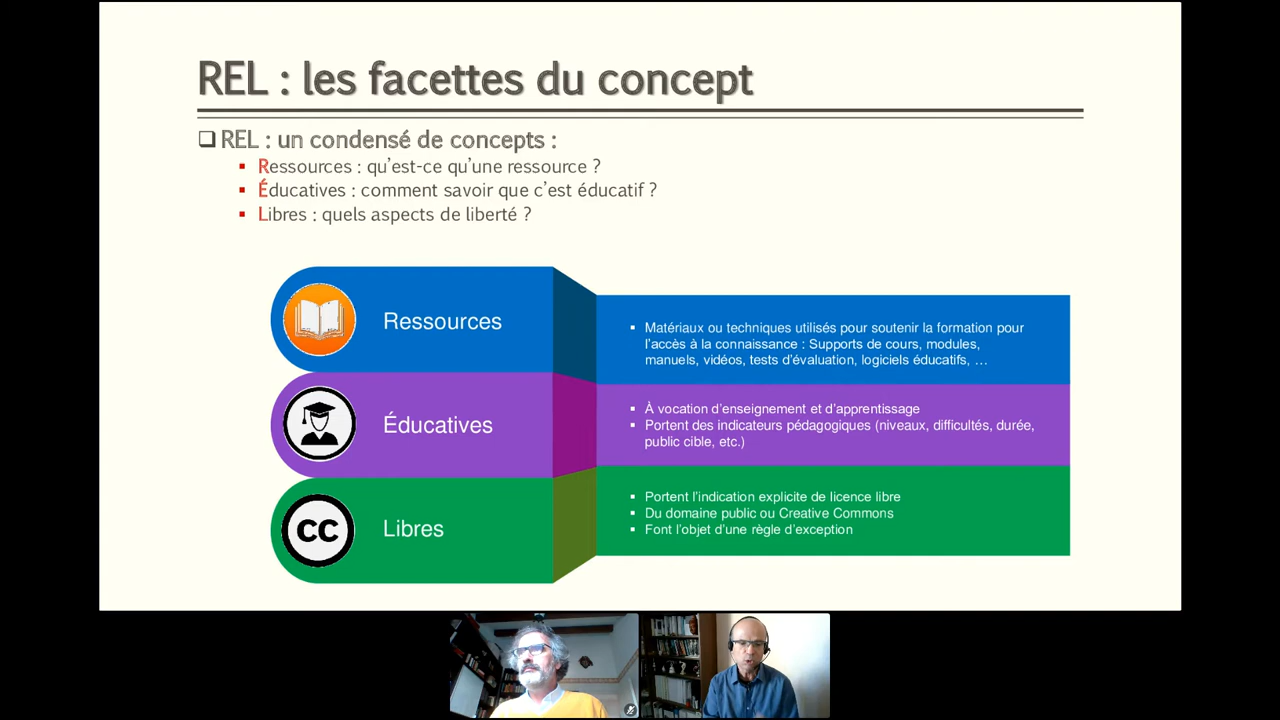 REL : les facettes du concept
REL : un condensé de concepts :
Ressources : qu’est-ce qu’une ressource ?
Éducatives : comment savoir que c’est éducatif ?
Libres : quels aspects de liberté ?
Ressources
Matériaux ou techniques utilisés pour soutenir la formation pour
l’accès à la connaissance : Supports de cours, modules,
manuels, vidéos, tests d’évaluation, logiciels éducatifs, …
Éducatives
À vocation d’enseignement et d’apprentissage
Portent des indicateurs pédagogiques (niveaux, difficultés, durée,
public cible, etc.)
CC
Libres
Portent l’indication explicite de licence libre
Du domaine public ou Creative Commons
Font l’objet d’une règle d’exception